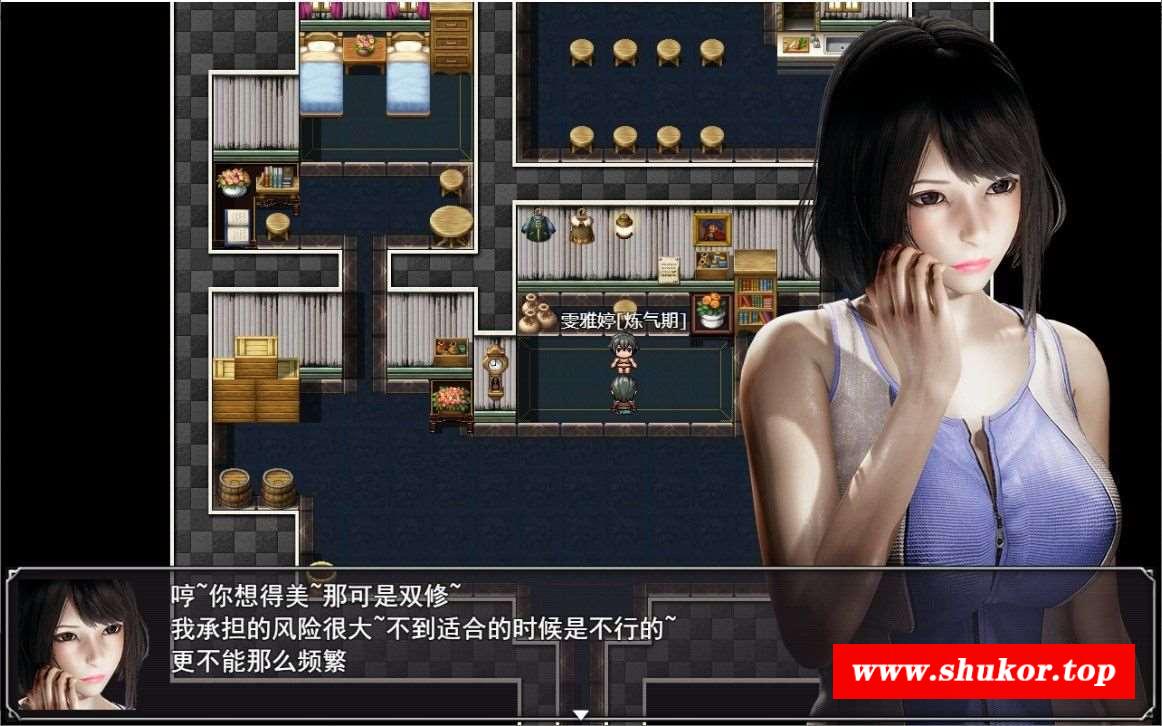 雯雅婷[炼气期]
哼~你想得美~那可是双修~
我承担的风险很大~不到适合的时候是不行的~
更不能那么频繁
www.shukor.top